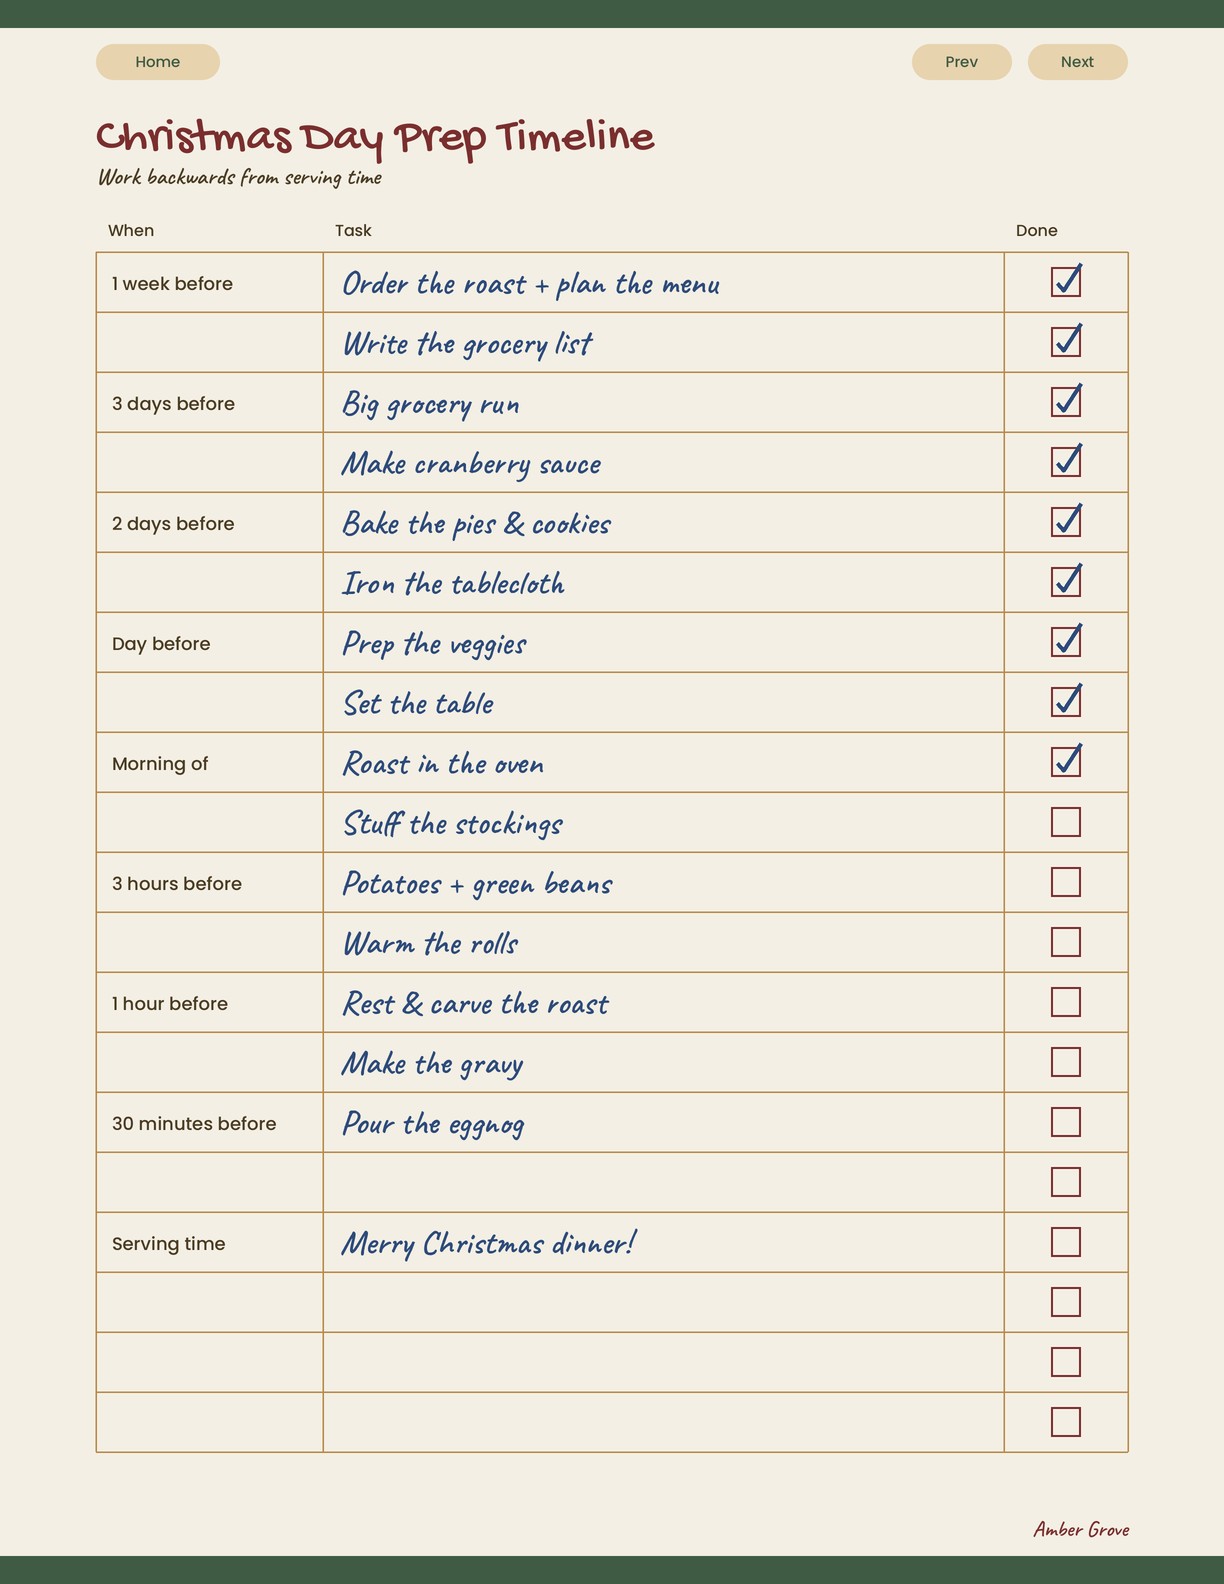 Home Prev Next
Christmas Day Prep Timeline
Work backwards from serving time
When Task Done
1 week before Order the roast + plan the menu
Write the grocery list
3 days before Big grocery run
Make cranberry sauce
2 days before Bake the pies & cookies
Iron the tablecloth
Day before Prep the veggies
Set the table
Morning of Roast in the oven
Stuff the stockings
3 hours before Potatoes + green beans
Warm the rolls
1 hour before Rest & carve the roast
Make the gravy
30 minutes before Pour the eggnog
Serving time Merry Christmas dinner!
Amber Grove